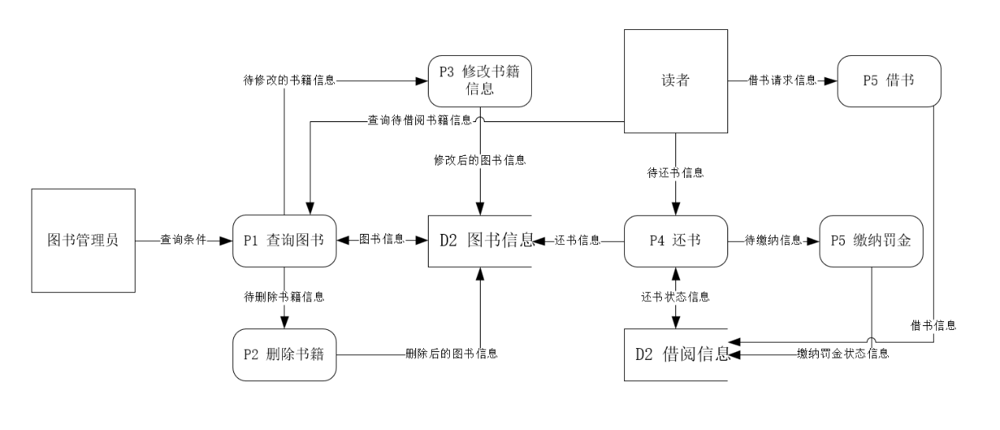 待修改的书籍信息
P3 修改书籍
信息
读者
借书请求信息
P5 借书
查询待借阅书籍信息
修改后的图书信息
待还书信息
图书管理员
查询条件
P1 查询图书
图书信息
D2 图书信息
还书信息
P4 还书
待缴纳信息
P5 缴纳罚金
待删除书籍信息
还书状态信息
借书信息
P2 删除书籍
删除后的图书信息
D2 借阅信息
缴纳罚金状态信息